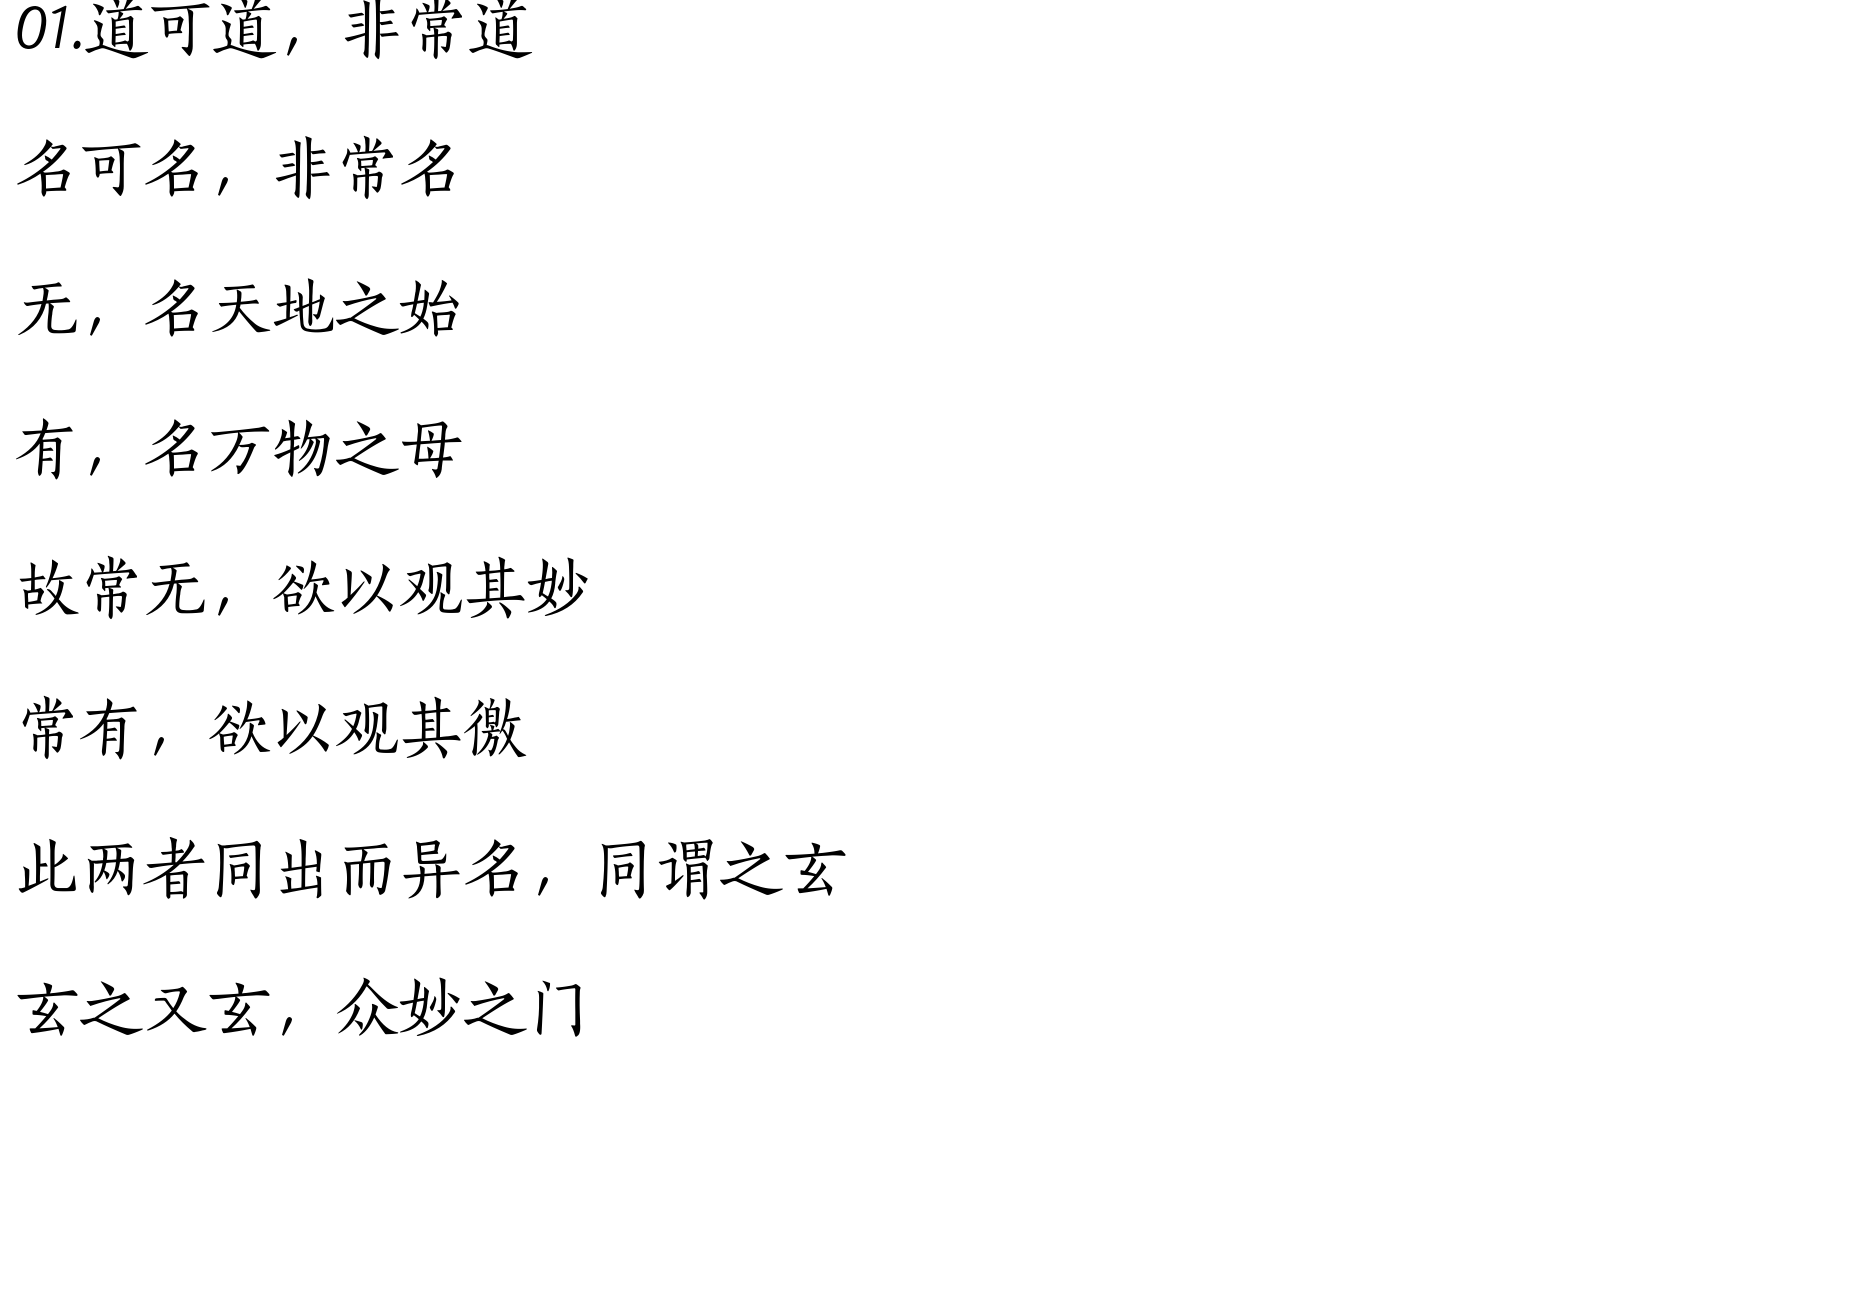 01.道可道，非常道
名可名，非常名
无，名天地之始
有，名万物之母
故常无，欲以观其妙
常有，欲以观其徼
此两者同出而异名，同谓之玄
玄之又玄，众妙之门